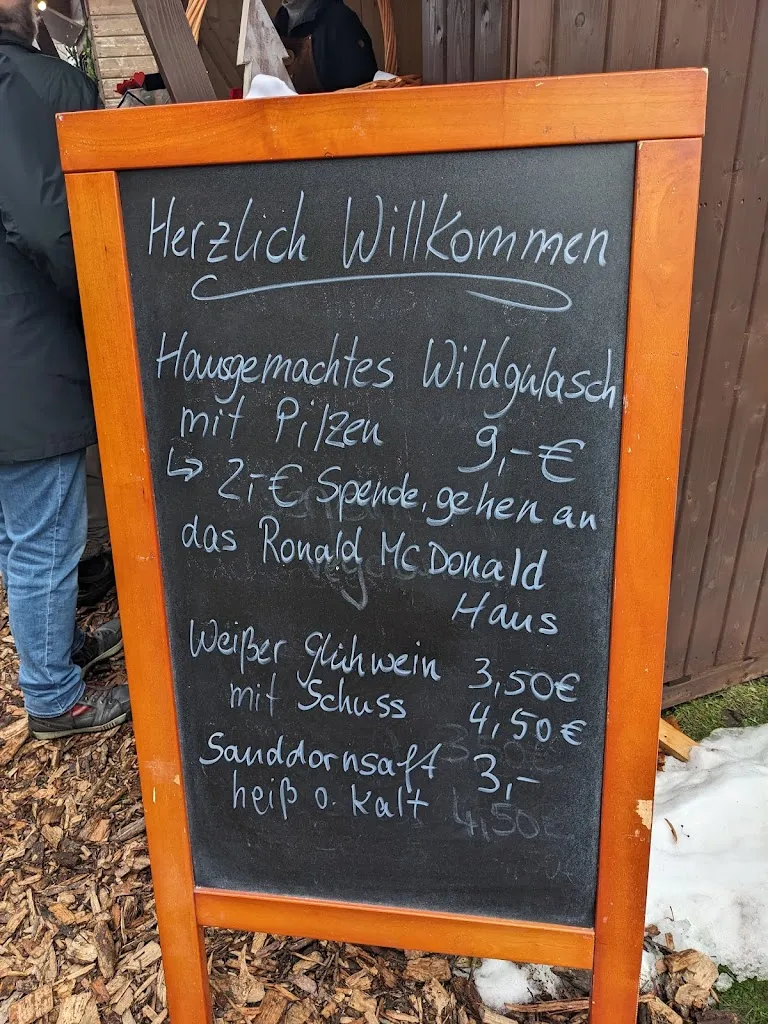 Herzlich Willkommen
Hausgemachtes Wildgulasch
mit Pilzen 9,-€
↳ 2,-€ Spende, gehen an
das Ronald McDonald
Haus
Weißer Glühwein 3,50€
mit Schuss 4,50€
Sanddornsaft 3,-
heiß o. kalt